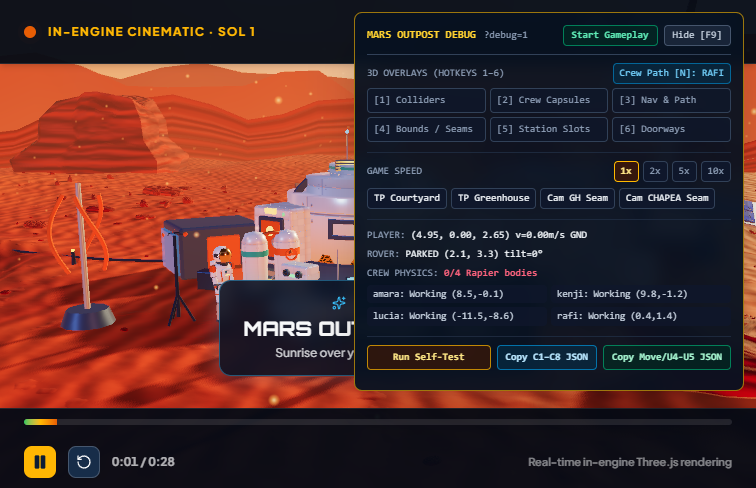 IN-ENGINE CINEMATIC · SOL 1
MARS OUTPOST DEBUG ?debug=1
Start Gameplay
Hide [F9]
3D OVERLAYS (HOTKEYS 1-6)
Crew Path [N]: RAFI
[1] Colliders
[2] Crew Capsules
[3] Nav & Path
[4] Bounds / Seams
[5] Station Slots
[6] Doorways
GAME SPEED
1x
2x
5x
10x
TP Courtyard
TP Greenhouse
Cam GH Seam
Cam CHAPEA Seam
PLAYER: (4.95, 0.00, 2.65) v=0.00m/s GND
ROVER: PARKED (2.1, 3.3) tilt=0°
CREW PHYSICS: 0/4 Rapier bodies
amara: Working (8.5,-0.1)
kenji: Working (9.8,-1.2)
lucia: Working (-11.5,-8.6)
rafi: Working (0.4,1.4)
Run Self-Test
Copy C1-C8 JSON
Copy Move/U4-U5 JSON
MARS OU
Sunrise over y
0:01 / 0:28
Real-time in-engine Three.js rendering